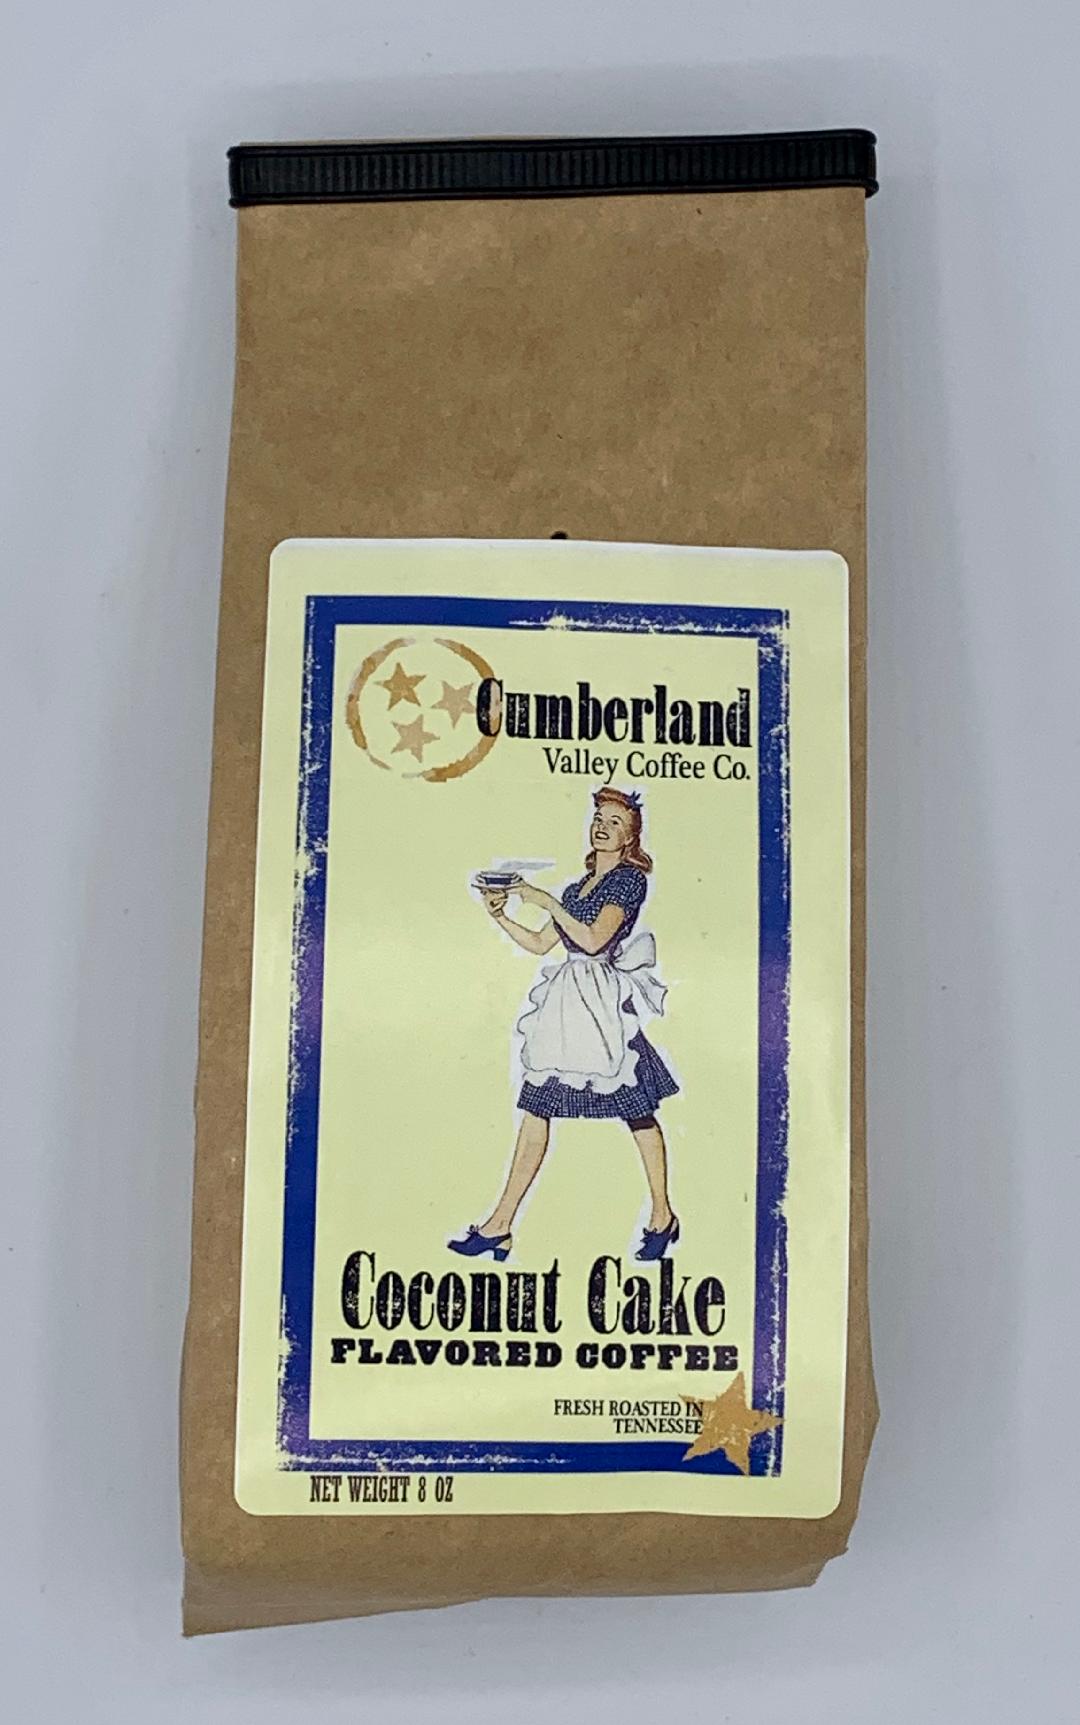 Cumberland
Valley Coffee Co.
Coconut Cake
FLAVORED COFFEE
FRESH ROASTED IN
TENNESSEE
NET WEIGHT 8 OZ